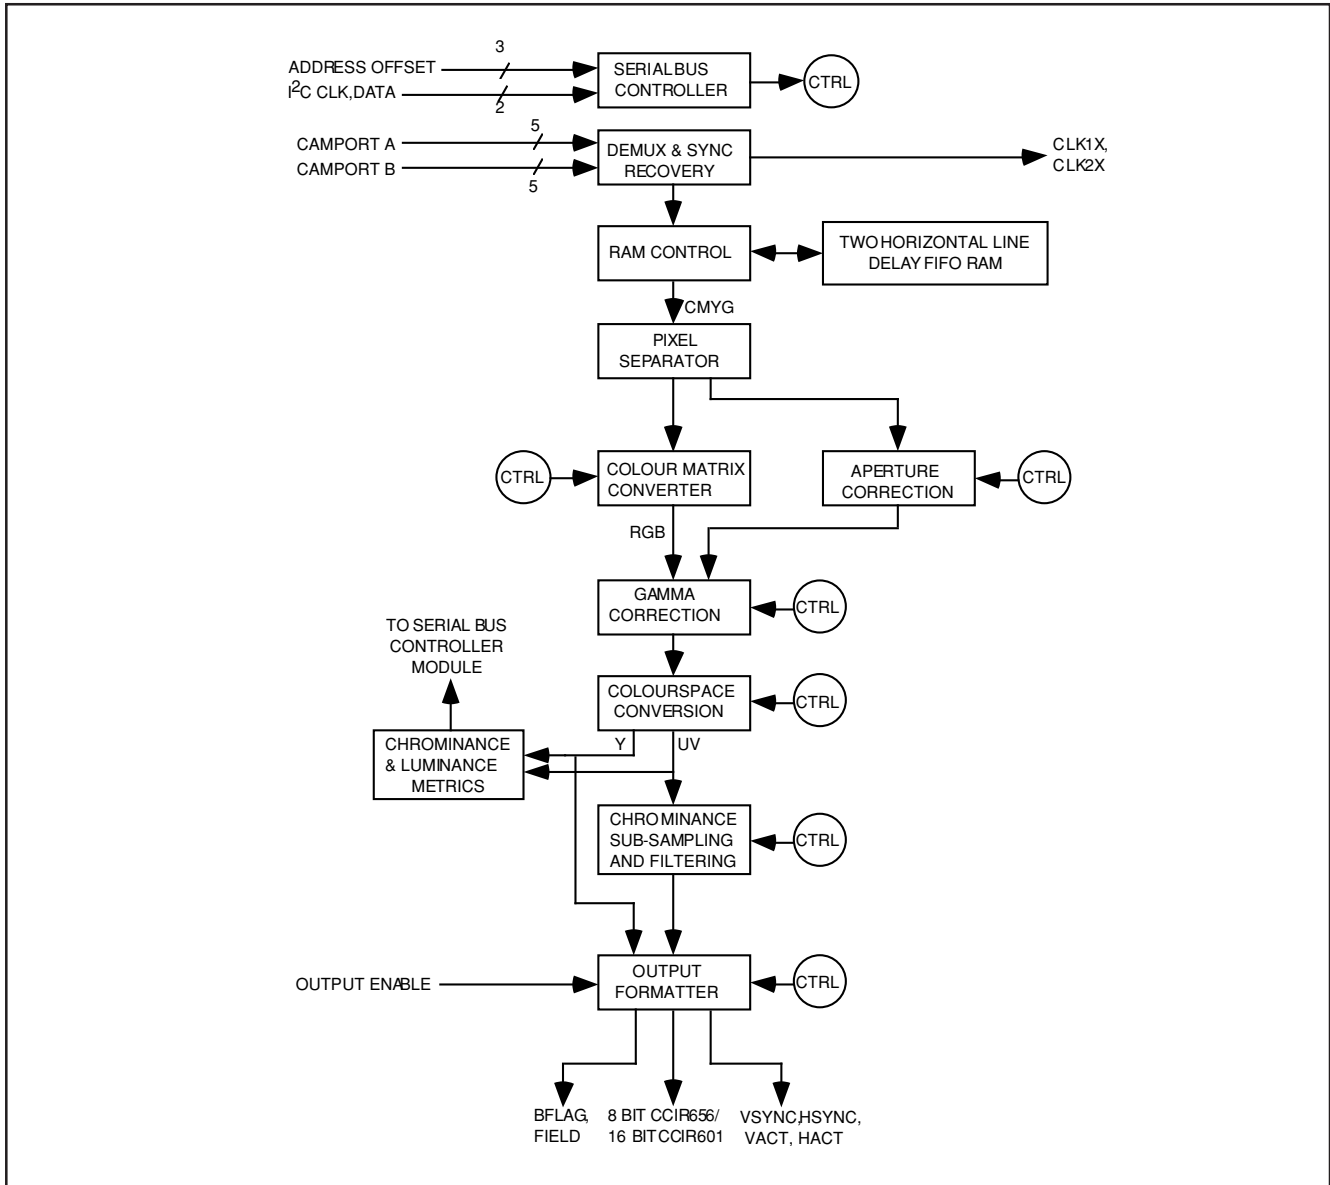 3
ADDRESS OFFSET
I2C CLK,DATA
2
SERIAL BUS
CONTROLLER
CTRL
5
CAMPORT A
CAMPORT B
5
DEMUX & SYNC
RECOVERY
CLK1X,
CLK2X
RAM CONTROL
TWO HORIZONTAL LINE
DELAY FIFO RAM
CMYG
PIXEL
SEPARATOR
CTRL
COLOUR MATRIX
CONVERTER
APERTURE
CORRECTION
CTRL
RGB
GAMMA
CORRECTION
CTRL
TO SERIAL BUS
CONTROLLER
MODULE
COLOURSPACE
CONVERSION
CTRL
Y
UV
CHROMINANCE
& LUMINANCE
METRICS
CHROMINANCE
SUB-SAMPLING
AND FILTERING
CTRL
OUTPUT ENABLE
OUTPUT
FORMATTER
CTRL
BFLAG,
FIELD
8 BIT CCIR656/
16 BIT CCIR601
VSYNC,HSYNC,
VACT, HACT